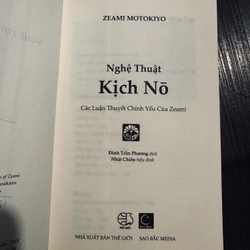 ZEAMI MOTOKIYO
Nghệ Thuật
Kịch Nō
Các Luận Thuyết Chính Yếu Của Zeami
Đinh Trần Phương dịch
Nhật Chiêu hiệu đính
NHÀ XUẤT BẢN THẾ GIỚI SAO BẮC MEDIA